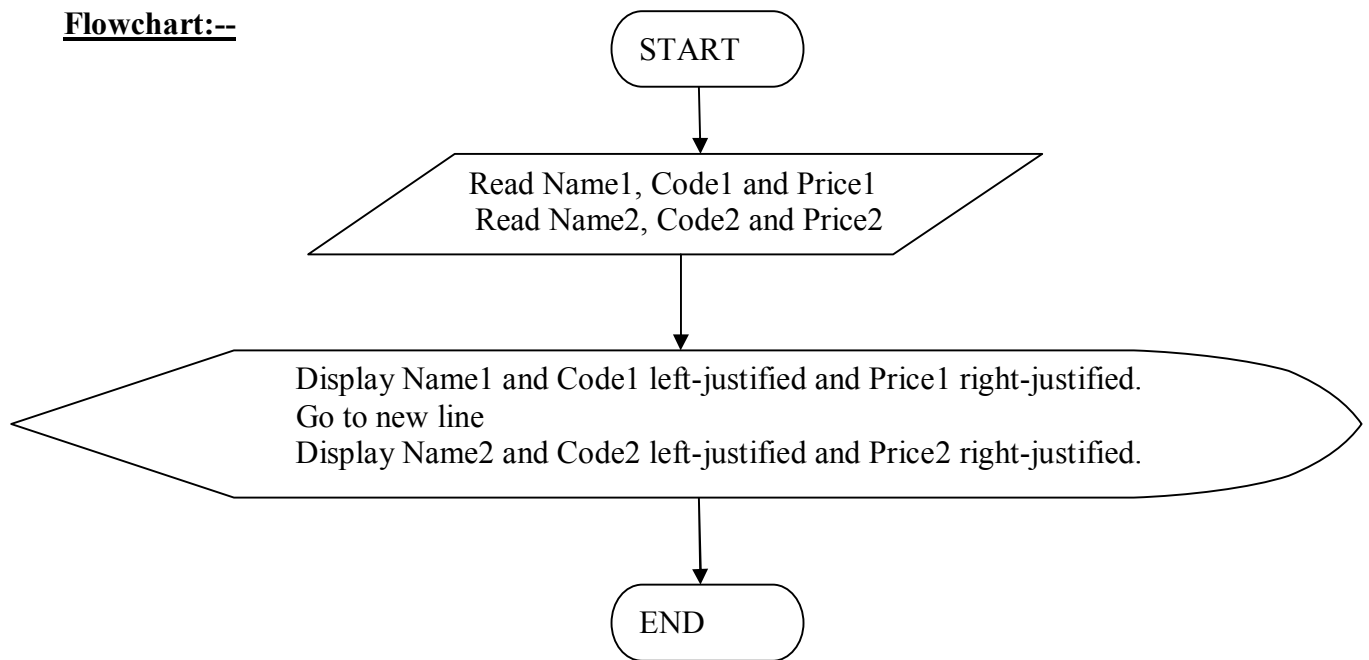 Flowchart:--
START
Read Name1, Code1 and Price1
Read Name2, Code2 and Price2
Display Name1 and Code1 left-justified and Price1 right-justified.
Go to new line
Display Name2 and Code2 left-justified and Price2 right-justified.
END